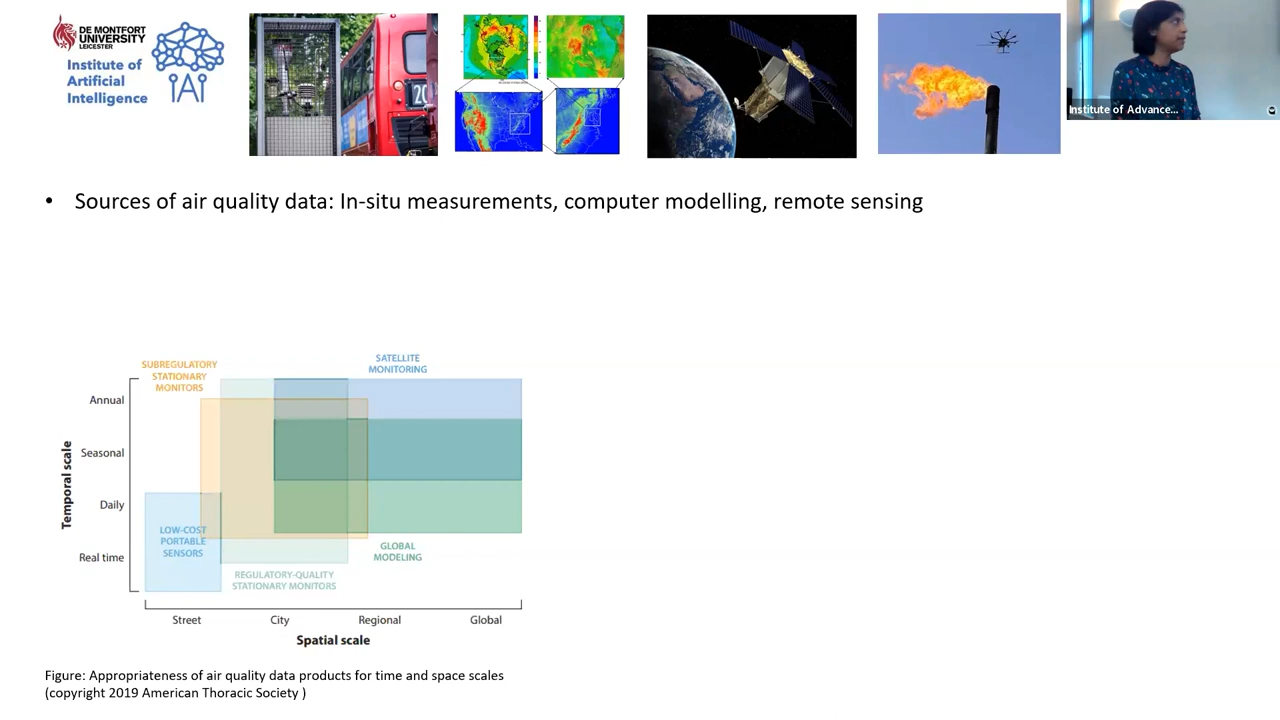 DE MONTFORT
UNIVERSITY
LEICESTER
Institute of
Artificial
Intelligence
20
Institute of Advance...
• Sources of air quality data: In-situ measurements, computer modelling, remote sensing
SUBREGULATORY
STATIONARY
MONITORS
SATELLITE
MONITORING
Annual
Seasonal
Daily
Real time
Temporal scale
LOW-COST
PORTABLE
SENSORS
GLOBAL
MODELING
REGULATORY-QUALITY
STATIONARY MONITORS
Street
City
Regional
Global
Spatial scale
Figure: Appropriateness of air quality data products for time and space scales
(copyright 2019 American Thoracic Society )